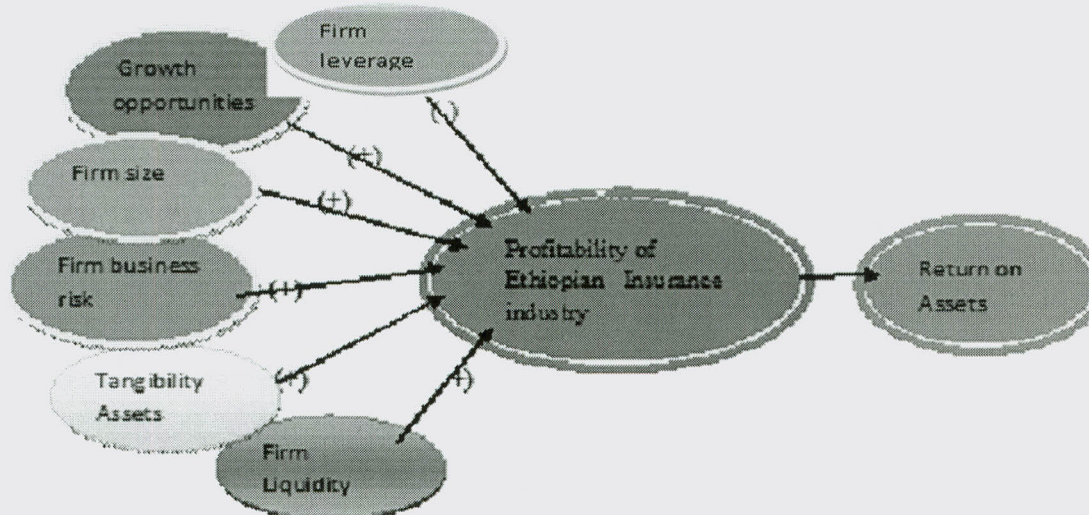 Firm
leverage
Growth
opportunities
(-)
(+)
Firm size
(+)
Firm business
risk
(+)
Profitability of
Ethiopian Insurance
industry
Return on
Assets
Tangibility
Assets
(+)
Firm
Liquidity